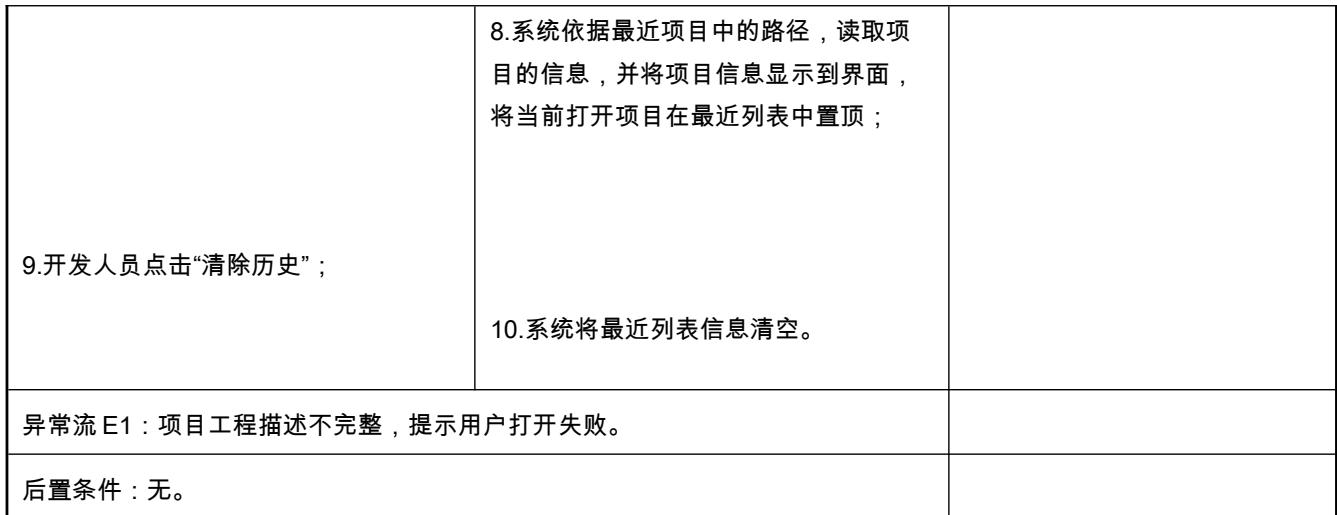 8.系统依据最近项目中的路径，读取项
目的信息，并将项目信息显示到界面，
将当前打开项目在最近列表中置顶；
9.开发人员点击“清除历史”；
10.系统将最近列表信息清空。
异常流 E1：项目工程描述不完整，提示用户打开失败。
后置条件：无。